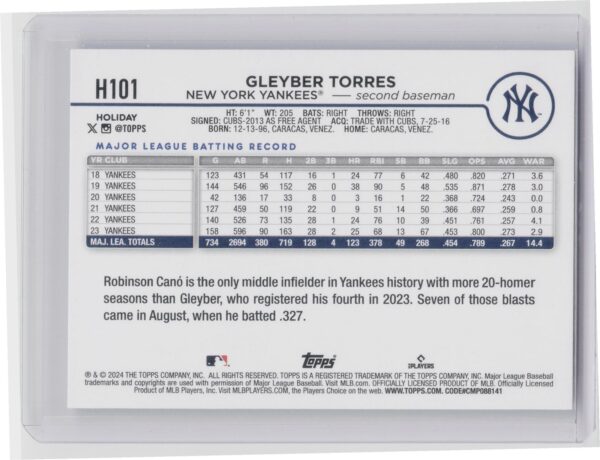 H101
GLEYBER TORRES
NEW YORK YANKEES® — second baseman
HOLIDAY
X @TOPPS
HT: 6'1" WT: 205 BATS: RIGHT THROWS: RIGHT
SIGNED: CUBS-2013 AS FREE AGENT ACQ: TRADE WITH CUBS, 7-25-16
BORN: 12-13-96, CARACAS, VENEZ. HOME: CARACAS, VENEZ.
NY
MAJOR LEAGUE BATTING RECORD
YR CLUB G AB R H 2B 3B HR RBI SB BB SLG OPS AVG WAR
18 YANKEES 123 431 54 117 16 1 24 77 6 42 .480 .820 .271 3.6
19 YANKEES 144 546 96 152 26 0 38 90 5 48 .535 .871 .278 3.0
20 YANKEES 42 136 17 33 8 0 3 16 1 22 .368 .724 .243 0.0
21 YANKEES 127 459 50 119 22 0 9 51 14 50 .366 .697 .259 0.8
22 YANKEES 140 526 73 135 28 1 24 76 10 39 .451 .761 .257 4.1
23 YANKEES 158 596 90 163 28 2 25 68 13 67 .453 .800 .273 2.9
MAJ. LEA. TOTALS 734 2694 380 719 128 4 123 378 49 268 .454 .789 .267 14.4
Robinson Canó is the only middle infielder in Yankees history with more 20-homer
seasons than Gleyber, who registered his fourth in 2023. Seven of those blasts
came in August, when he batted .327.
Topps
PLAYERS
® & © 2024 THE TOPPS COMPANY, INC. ALL RIGHTS RESERVED. TOPPS IS A REGISTERED TRADEMARK OF THE TOPPS COMPANY, INC. Major League Baseball
trademarks and copyrights are used with permission of Major League Baseball. Visit MLB.com. OFFICIALLY LICENSED PRODUCT OF MLB. Officially Licensed
Product of MLB Players, Inc. Visit MLBPLAYERS.com, the Players Choice on the web. WWW.TOPPS.COM. CODE#CMP088141